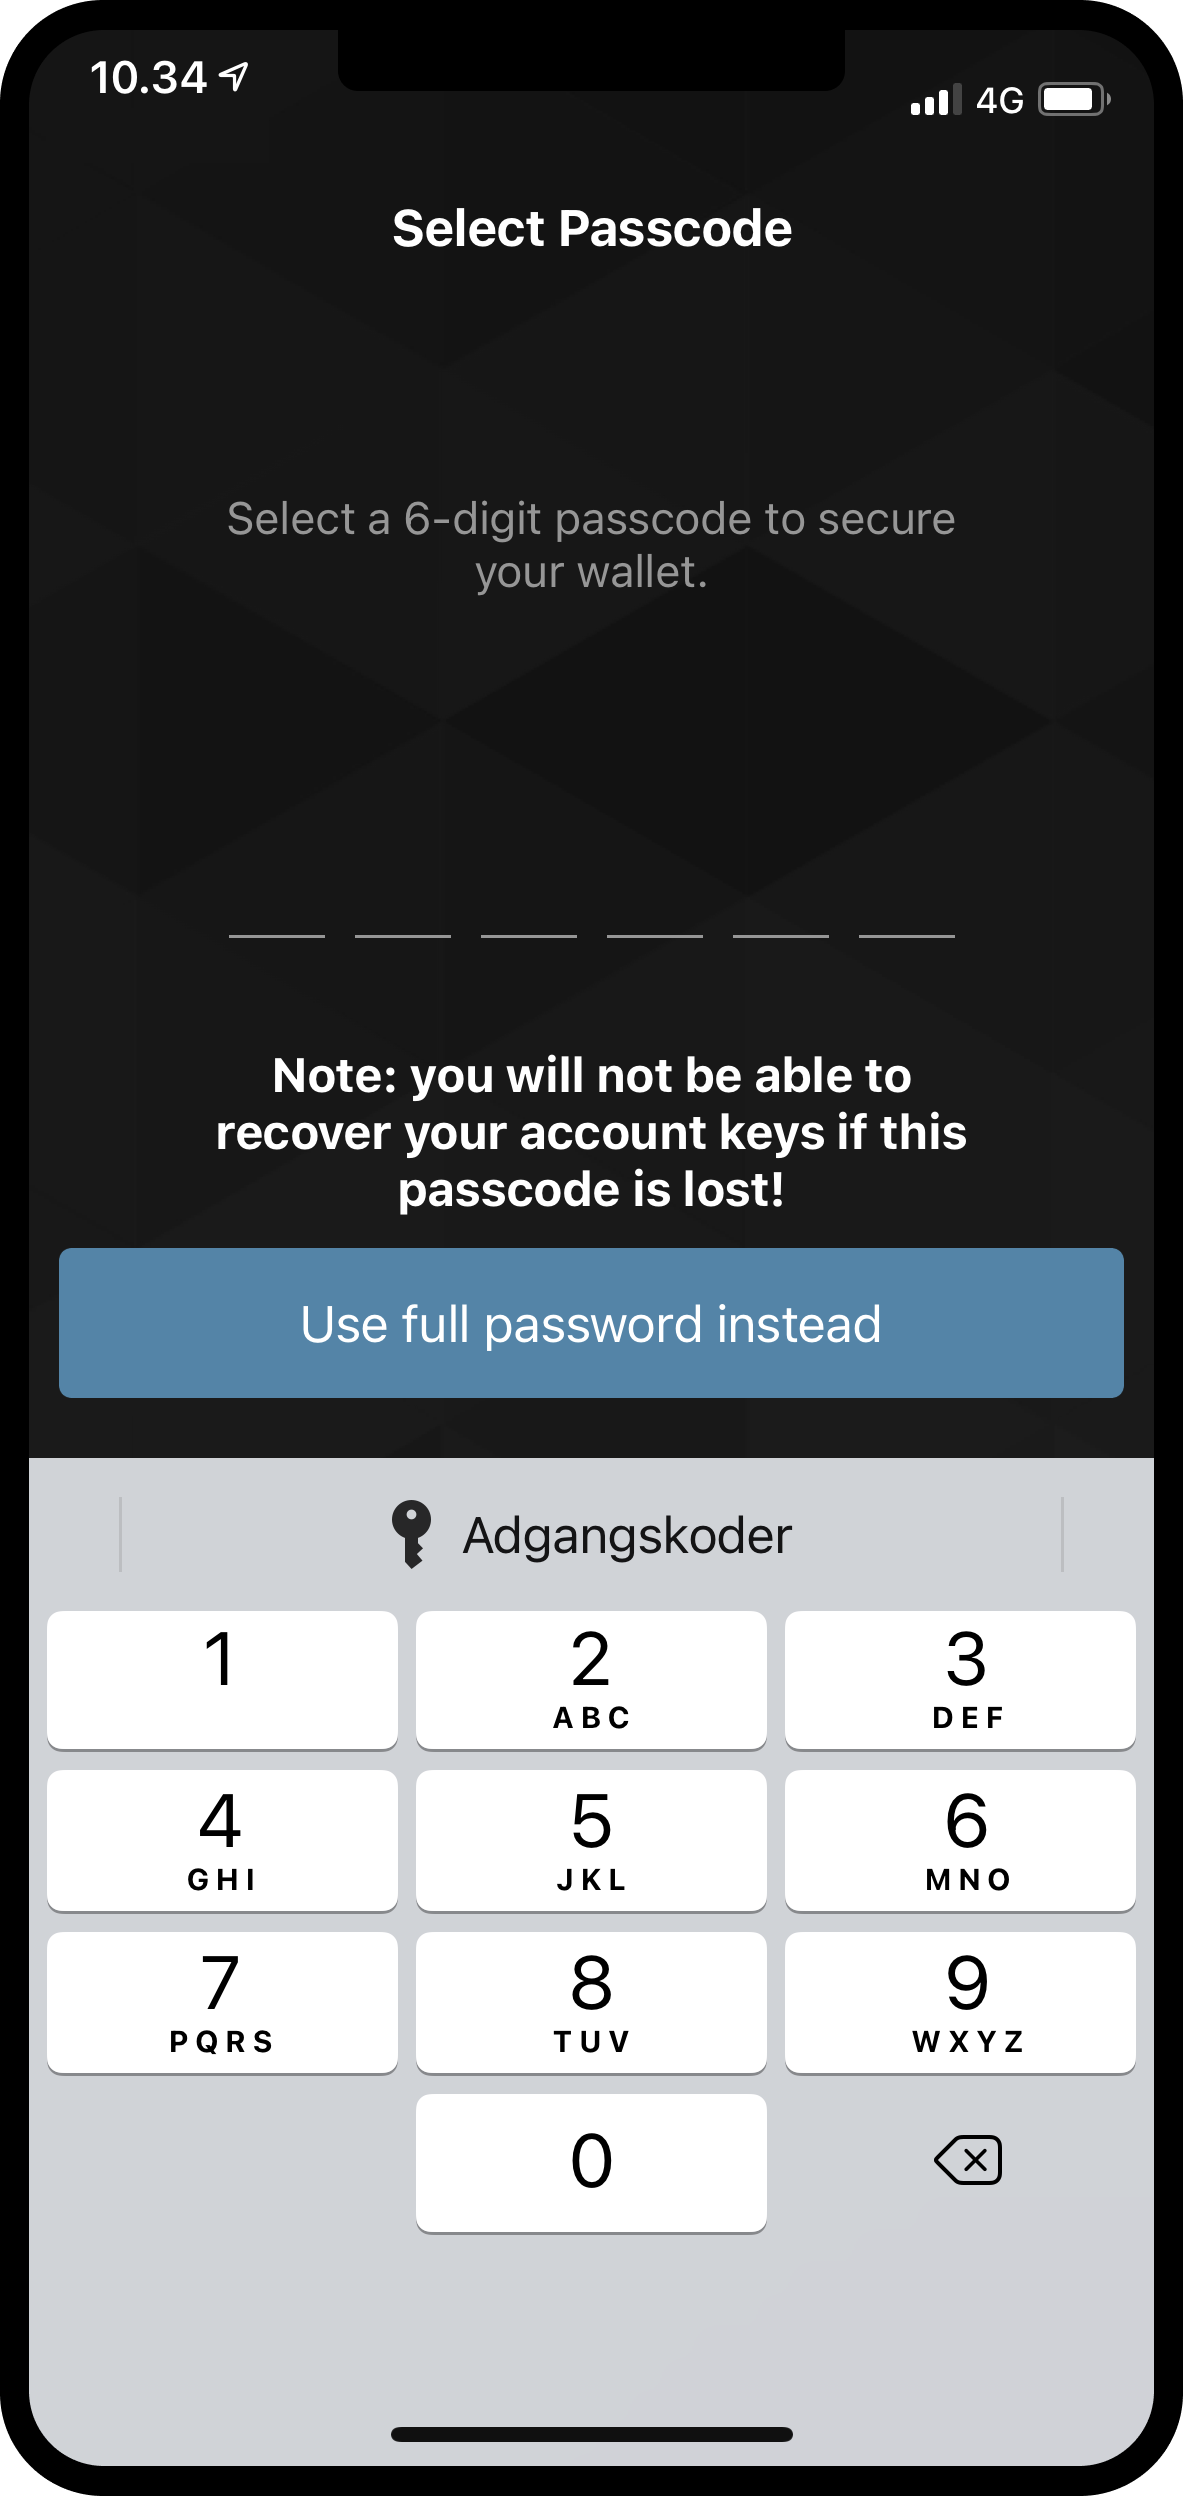 10.34
4G
Select Passcode
Select a 6-digit passcode to secure
your wallet.
Note: you will not be able to
recover your account keys if this
passcode is lost!
Use full password instead
Adgangskoder
1 2 3
ABC DEF
4 5 6
GHI JKL MNO
7 8 9
PQRS TUV WXYZ
0